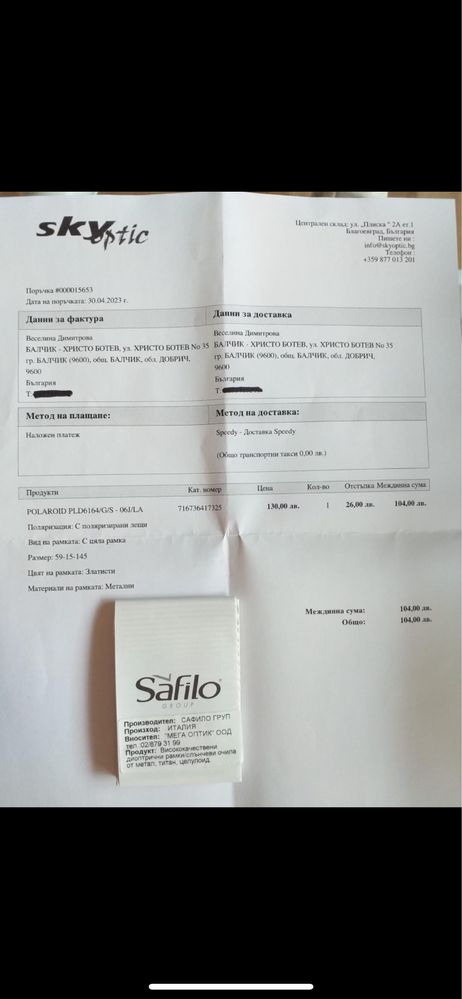 sky optic
Централен склад: ул. „Плиска " 2А ет.1
Благоевград, България
Пишете ни :
info@skyoptic.bg
Телефон :
+359 877 013 201
Поръчка #000015653
Дата на поръчката: 30.04.2023 г.
Данни за фактура
Данни за доставка
Веселина Димитрова
БАЛЧИК - ХРИСТО БОТЕВ, ул. ХРИСТО БОТЕВ No 35
гр. БАЛЧИК (9600), общ. БАЛЧИК, обл. ДОБРИЧ,
9600
България
Т:
Веселина Димитрова
БАЛЧИК - ХРИСТО БОТЕВ, ул. ХРИСТО БОТЕВ No 35
гр. БАЛЧИК (9600), общ. БАЛЧИК, обл. ДОБРИЧ,
9600
България
Т:
Метод на плащане:
Метод на доставка:
Наложен платеж
Speedy - Доставка Speedy
(Общо транспортни такси 0,00 лв.)
Продукти Кат. номер Цена Кол-во Отстъпка Междинна сума
POLAROID PLD6164/G/S - 06J/LA 716736417325 130,00 лв. 1 26,00 лв. 104,00 лв.
Поляризация: С поляризирани лещи
Вид на рамката: С цяла рамка
Размер: 59-15-145
Цвят на рамката: Златисти
Материали на рамката: Метални
Междинна сума: 104,00 лв.
Общо: 104,00 лв.
Safilo
GROUP
Производител: САФИЛО ГРУП
Произход: ИТАЛИЯ
Вносител: "МЕГА ОПТИК" ООД
тел. 02/879 31 99
Продукт: Висококачествени
диоптрични рамки/слънчеви очила
от метал, титан, целулоид.